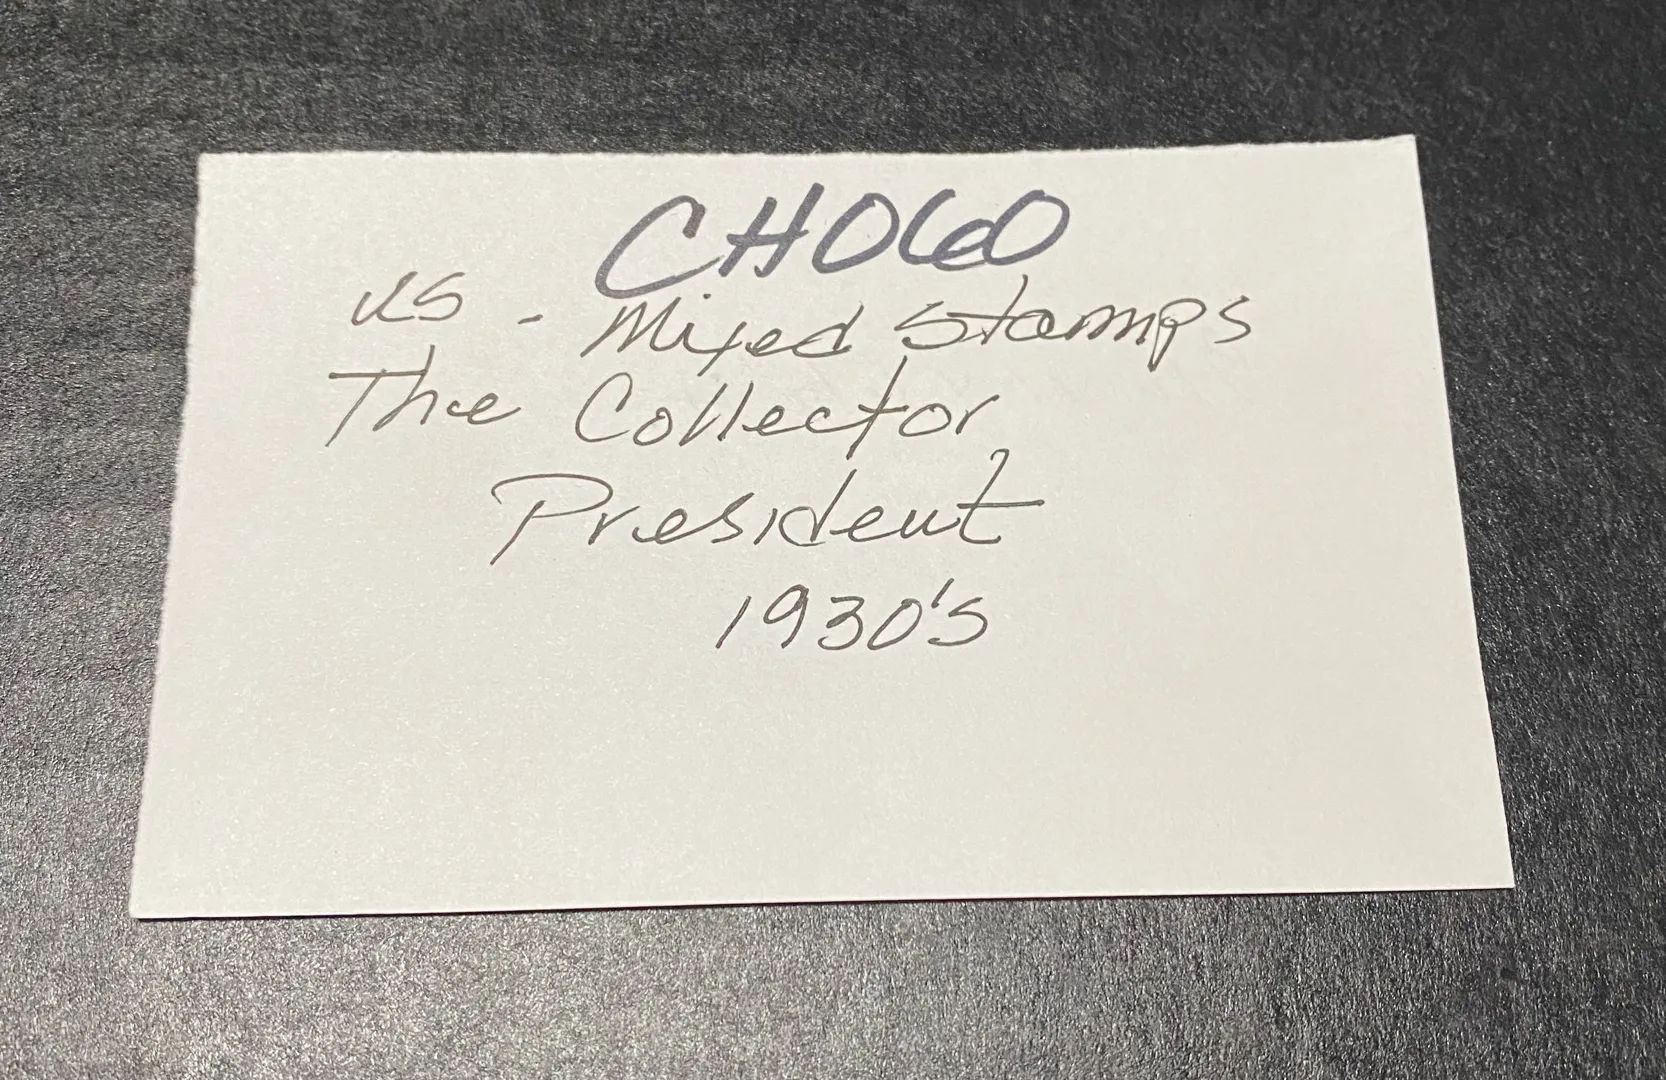 CH060
US - Mixed Stamps
The Collector
President
1930's